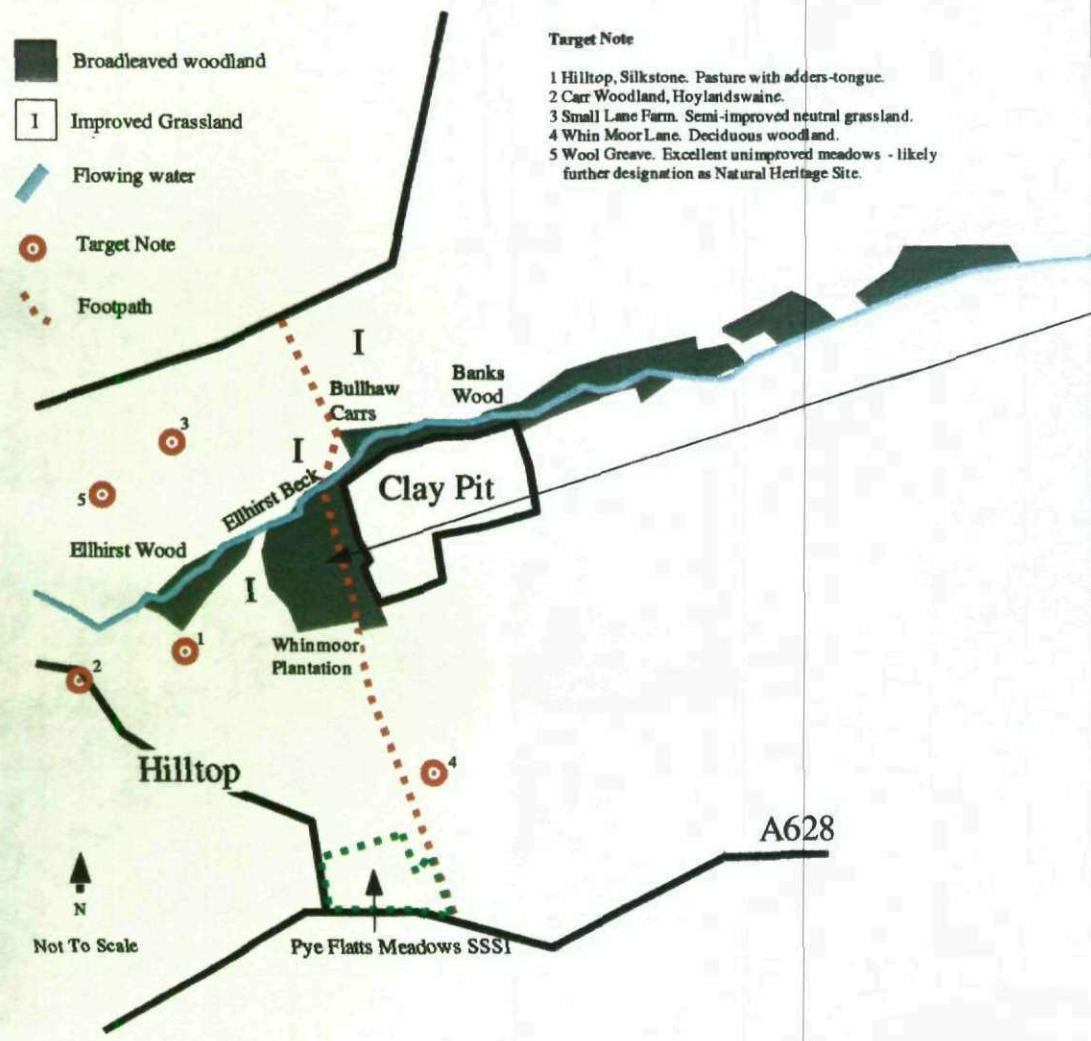 Broadleaved woodland
I
Improved Grassland
Flowing water
Target Note
Footpath
Target Note
1 Hilltop, Silkstone. Pasture with adders-tongue.
2 Carr Woodland, Hoylandswaine.
3 Small Lane Farm. Semi-improved neutral grassland.
4 Whin Moor Lane. Deciduous woodland.
5 Wool Greave. Excellent unimproved meadows - likely
further designation as Natural Heritage Site.
I
Bullhaw
Carrs
Banks
Wood
3
I
5
Clay Pit
Ellhirst Beck
Ellhirst Wood
I
1
Whinmoor
Plantation
2
Hilltop
4
A628
N
Not To Scale
Pye Flatts Meadows SSSI